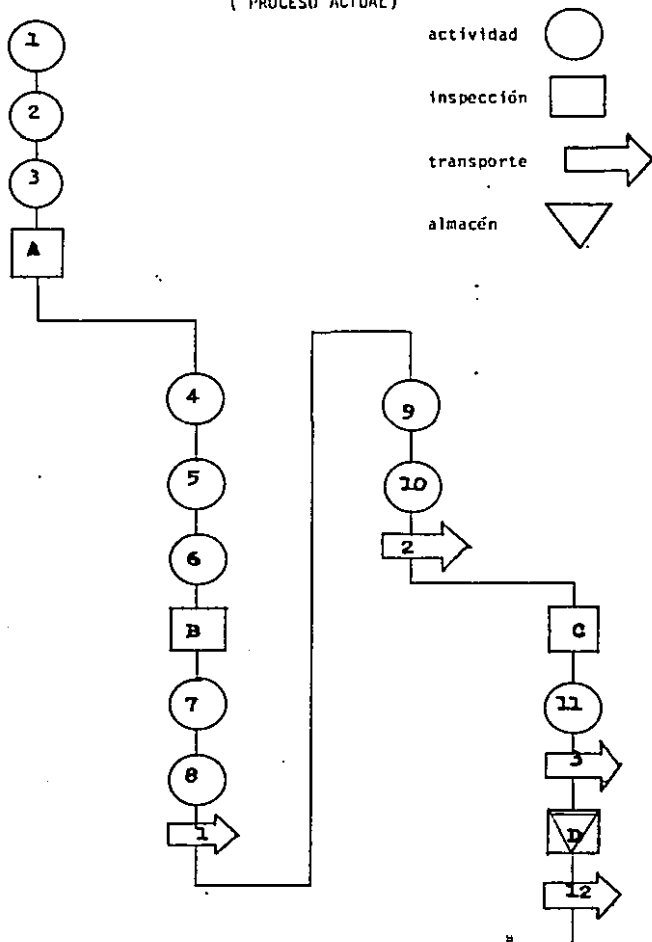 ( PROCESO ACTUAL)
actividad
inspección
transporte
almacén
1
2
3
A
4
5
6
B
7
8
1
9
10
2
C
11
3
D
12